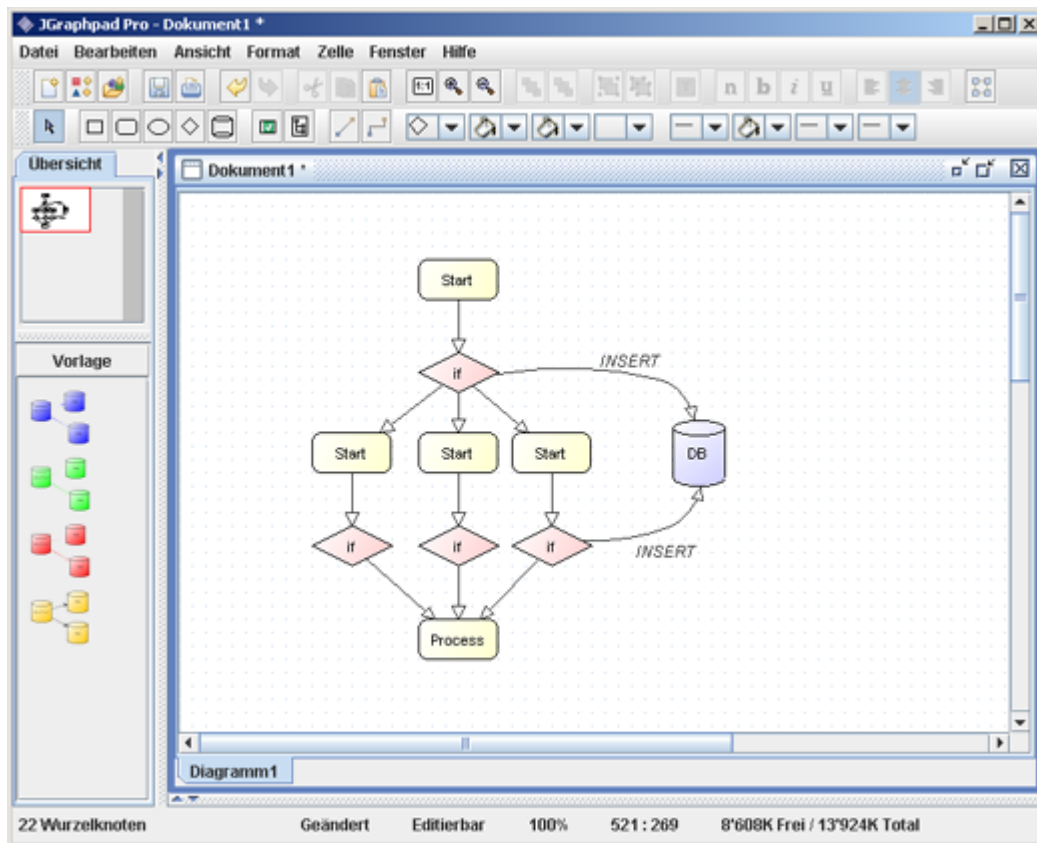 JGraphpad Pro - Dokument1 *
Datei Bearbeiten Ansicht Format Zelle Fenster Hilfe
1:1 n b i u
Übersicht
Dokument1 *
Vorlage
Start
if
INSERT
Start Start Start DB
if if if
INSERT
Process
Diagramm1
22 Wurzelknoten Geändert Editierbar 100% 521 : 269 8'608K Frei / 13'924K Total